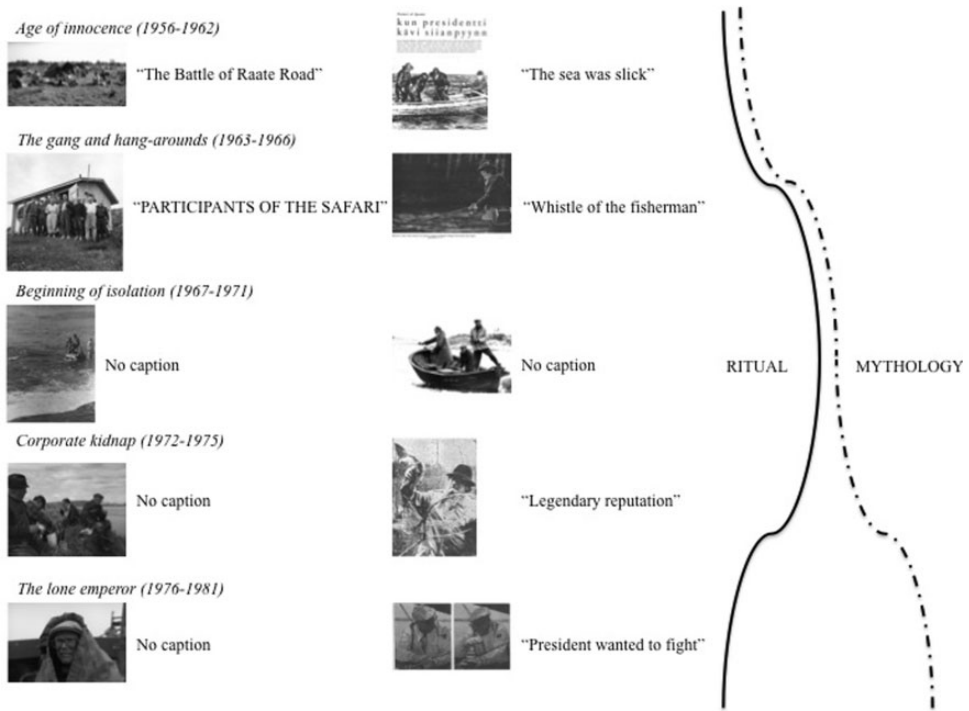 Age of innocence (1956-1962)
“The Battle of Raate Road”
kun presidentti
kävi siianpyynn
“The sea was slick”
The gang and hang-arounds (1963-1966)
“PARTICIPANTS OF THE SAFARI”
“Whistle of the fisherman”
Beginning of isolation (1967-1971)
No caption
No caption
RITUAL
MYTHOLOGY
Corporate kidnap (1972-1975)
No caption
“Legendary reputation”
The lone emperor (1976-1981)
No caption
“President wanted to fight”